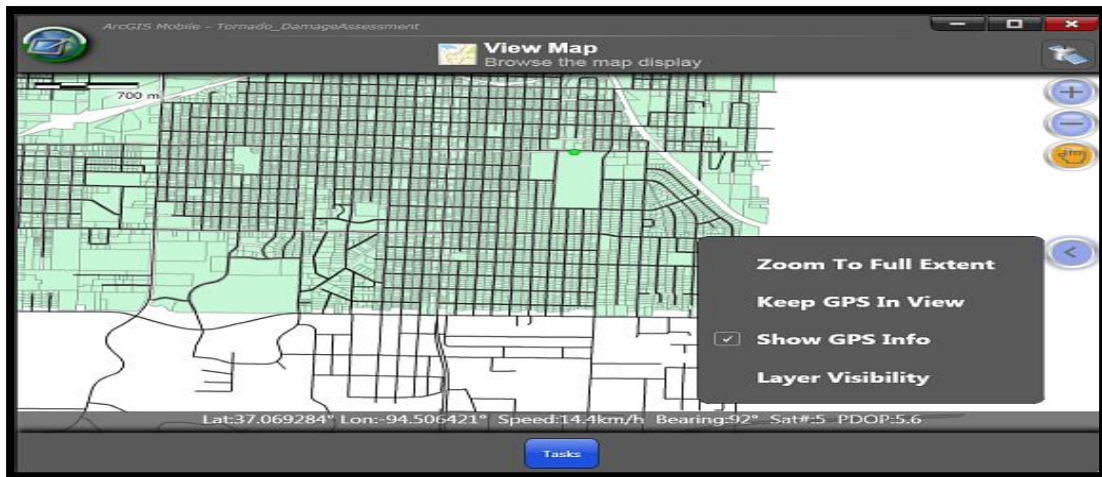 ArcGIS Mobile - Tornado_DamageAssessment
View Map
Browse the map display
700 m
Zoom To Full Extent
Keep GPS In View
Show GPS Info
Layer Visibility
Lat:37.069284° Lon:-94.506421° Speed:14.4km/h Bearing:92° Sat#:5 PDOP:5.6
Tasks